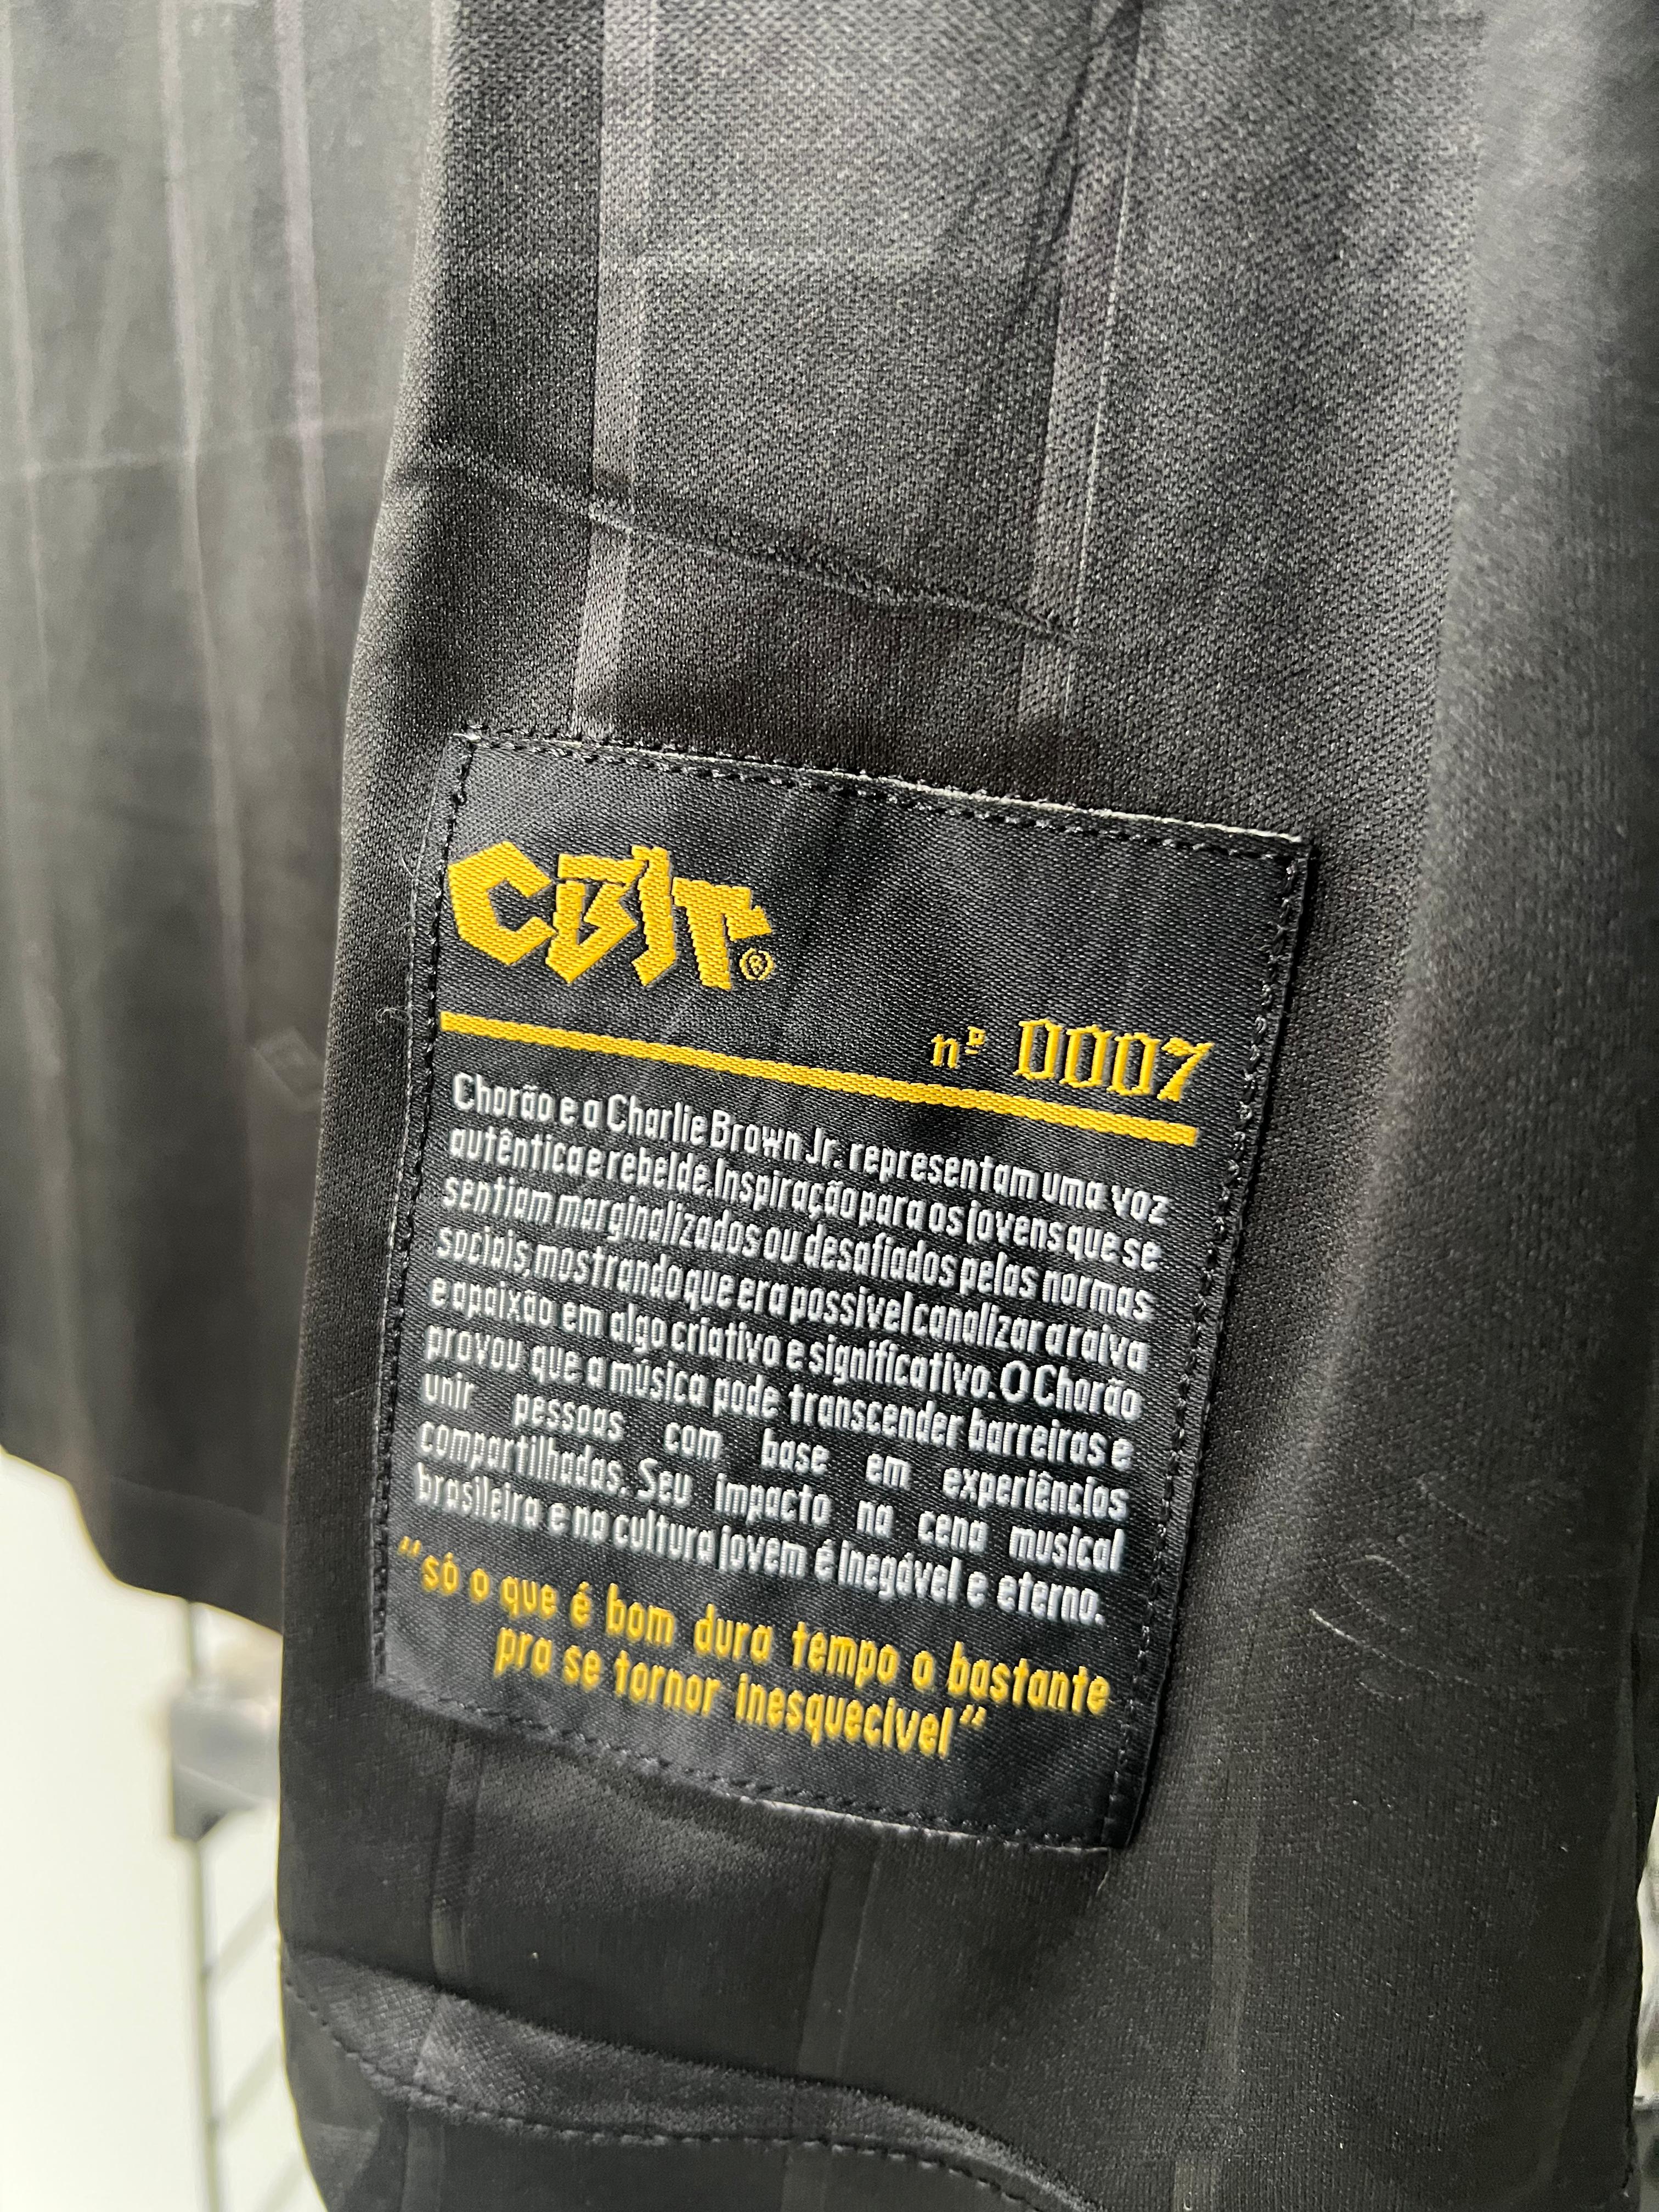 CBJr®
nº 0007
Chorão e a Charlie Brown Jr. representam uma voz
autêntica e rebelde. Inspiração para os jovens que se
sentiam marginalizados ou desafiados pelas normas
sociais, mostrando que era possivel canalizar a raiva
e a paixão em algo criativo e significativo. O Chorão
provou que a música pode transcender barreiras e
unir pessoas com base em experiências
compartilhadas. Seu impacto na cena musical
brasileira e na cultura jovem é inegável e eterno.
"só o que é bom dura tempo o bastante
pra se tornar inesquecivel"